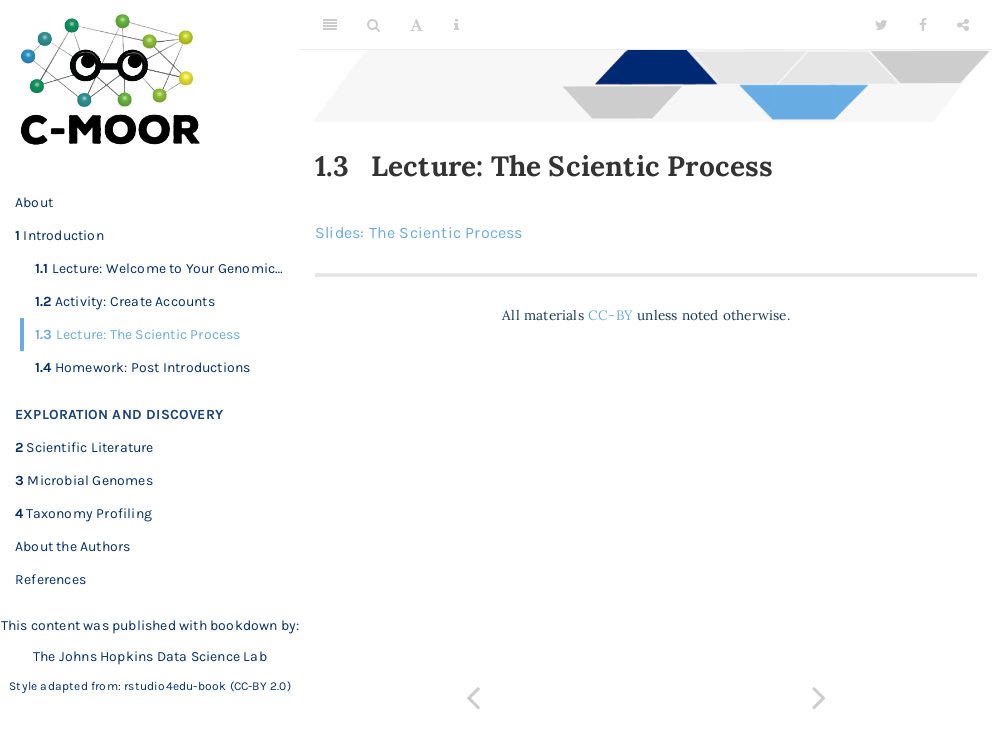 C-MOOR
About
1 Introduction
1.1 Lecture: Welcome to Your Genomic...
1.2 Activity: Create Accounts
1.3 Lecture: The Scientic Process
1.4 Homework: Post Introductions
EXPLORATION AND DISCOVERY
2 Scientific Literature
3 Microbial Genomes
4 Taxonomy Profiling
About the Authors
References
This content was published with bookdown by:
The Johns Hopkins Data Science Lab
Style adapted from: rstudio4edu-book (CC-BY 2.0)
A
1.3 Lecture: The Scientic Process
Slides: The Scientic Process
All materials CC-BY unless noted otherwise.